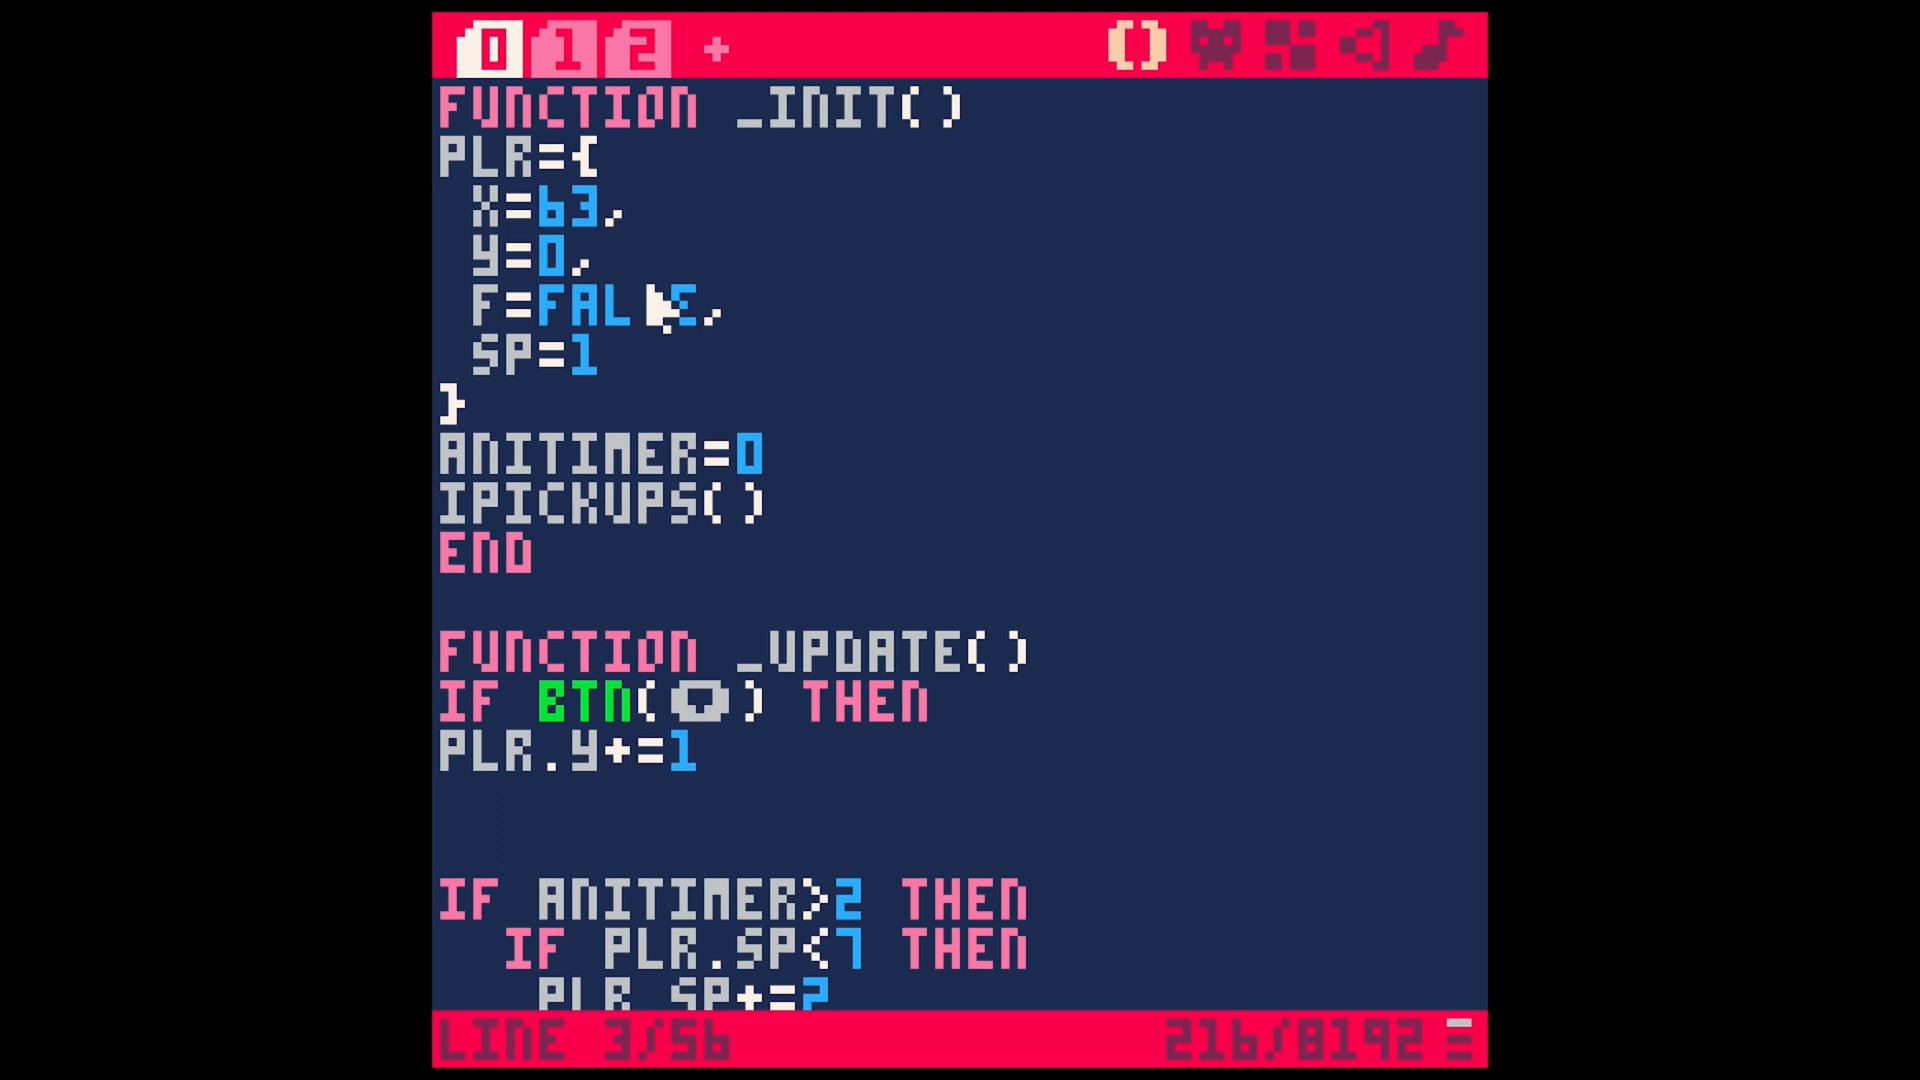 0 1 2 +
FUNCTION _INIT()
PLR={
X=63,
Y=0,
F=FALSE,
SP=1
}
ANITIMER=0
IPICKUPS()
END
FUNCTION _UPDATE()
IF BTN(🅾️) THEN
PLR.Y+=1
IF ANITIMER>2 THEN
IF PLR.SP<7 THEN
PLR.SP+=2
LINE 3/56
216/8192